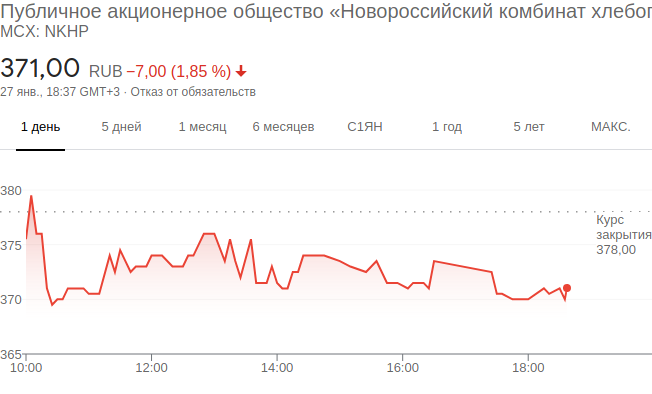 Публичное акционерное общество «Новороссийский комбинат
MCX: NKHP
371,00 RUB −7,00 (1,85 %)
27 янв., 18:37 GMT+3 · Отказ от обязательств
1 день 5 дней 1 месяц 6 месяцев С1ЯН 1 год 5 лет МАКС.
380
Курс
закрытия
378,00
375
370
365
10:00 12:00 14:00 16:00 18:00